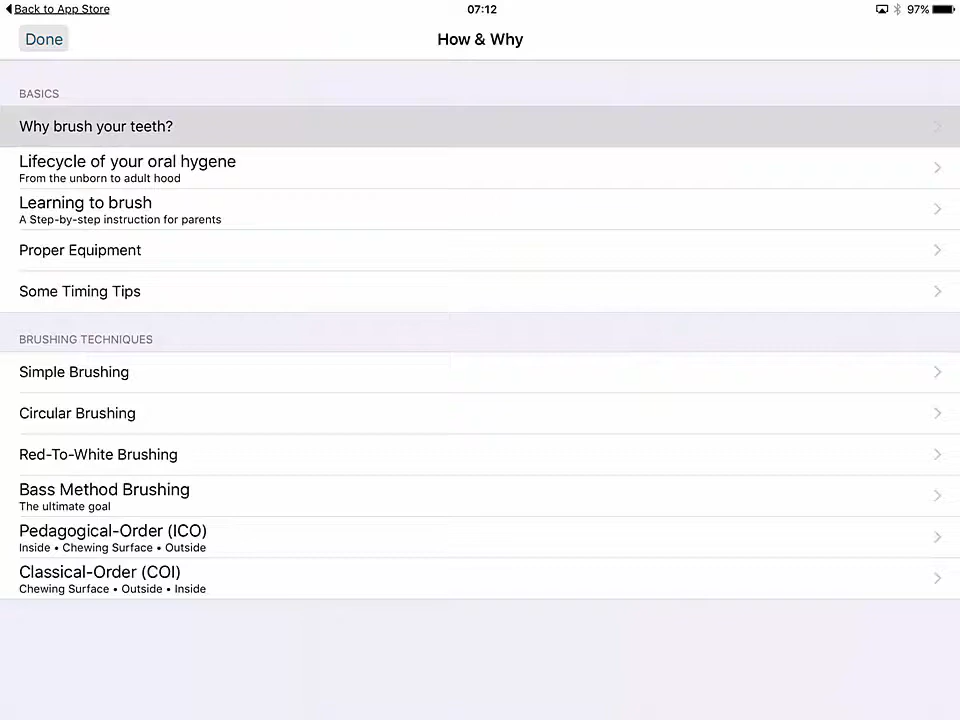 Back to App Store
07:12
97%
Done
How & Why
BASICS
Why brush your teeth?
Lifecycle of your oral hygene
From the unborn to adult hood
Learning to brush
A Step-by-step instruction for parents
Proper Equipment
Some Timing Tips
BRUSHING TECHNIQUES
Simple Brushing
Circular Brushing
Red-To-White Brushing
Bass Method Brushing
The ultimate goal
Pedagogical-Order (ICO)
Inside • Chewing Surface • Outside
Classical-Order (COI)
Chewing Surface • Outside • Inside